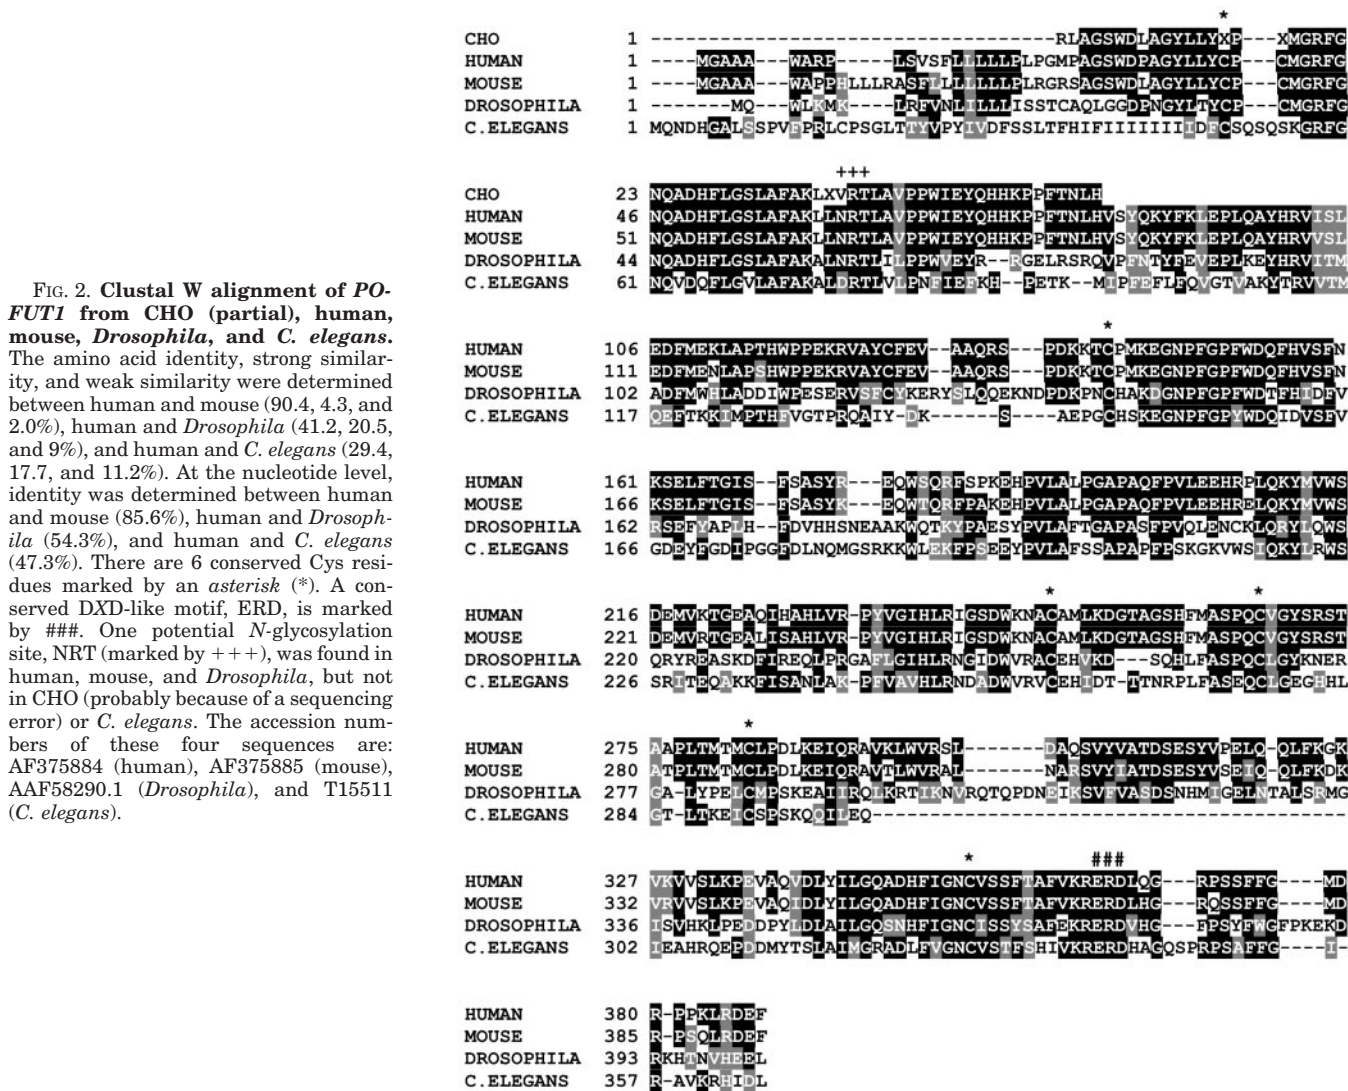 FIG. 2. Clustal W alignment of PO-
FUT1 from CHO (partial), human,
mouse, Drosophila, and C. elegans.
The amino acid identity, strong similar-
ity, and weak similarity were determined
between human and mouse (90.4, 4.3, and
2.0%), human and Drosophila (41.2, 20.5,
and 9%), and human and C. elegans (29.4,
17.7, and 11.2%). At the nucleotide level,
identity was determined between human
and mouse (85.6%), human and Drosoph-
ila (54.3%), and human and C. elegans
(47.3%). There are 6 conserved Cys resi-
dues marked by an asterisk (*). A con-
served DXD-like motif, ERD, is marked
by ###. One potential N-glycosylation
site, NRT (marked by +++), was found in
human, mouse, and Drosophila, but not
in CHO (probably because of a sequencing
error) or C. elegans. The accession num-
bers of these four sequences are:
AF375884 (human), AF375885 (mouse),
AAF58290.1 (Drosophila), and T15511
(C. elegans).
*
CHO 1 -----------------------------------RLAGSWDLAGYLLYXP---XMGRFG
HUMAN 1 ----MGAAA---WARP-----LSVSFLLLLLLPLPGMPAGSWDPAGYLLYCP---CMGRFG
MOUSE 1 ----MGAAA---WAPPHLLLRASFLLLLLLLLPLRGRSAGSWDLAGYLLYCP---CMGRFG
DROSOPHILA 1 -------MQ---WLKMK----LRFVNLILLLISSTCAQLGGDPNGYLTYCP---CMGRFG
C.ELEGANS 1 MQNDHGALSSPVFPRLCPSGLTTYVPYIVDFSSLTFHIFIIIIIIIIIDFCSQSQSKGRFG
+++
CHO 23 NQADHFLGSLAFAKLXVRTLAVPPWIEYQHHKPPFTNLH
HUMAN 46 NQADHFLGSLAFAKLLNRTLAVPPWIEYQHHKPPFTNLHVSYQKYFKLEPLQAYHRVISL
MOUSE 51 NQADHFLGSLAFAKLLNRTLAVPPWIEYQHHKPPFTNLHVSYQKYFKLEPLQAYHRVVSL
DROSOPHILA 44 NQADHFLGSLAFAKALNRTLILPPWVEYR--RGELRSRQVPFNTYFEVEPLKEYHRVITM
C.ELEGANS 61 NQVDQFLGVLAFAKALDRTLVLPNFIEFKH--PETK--MIPFEFLFQVGTVAKYTRVVTM
*
HUMAN 106 EDFMEKLAPTHWPPEKRVAYCFEV--AAQRS---PDKKTCPMKEGNPFGPFWDQFHVSFN
MOUSE 111 EDFMENLAPSHWPPEKRVAYCFEV--AAQRS---PDKKTCPMKEGNPFGPFWDQFHVSFN
DROSOPHILA 102 ADFMWHLADDIWPESERVSFCYKERYSLQQEKNDPDKPNCHAKDGNPFGPFWDTFHIDFV
C.ELEGANS 117 QEFTKKIMPTHFVGTPRQAIY-DK------S---AEPGCHSKEGNPFGPYWDQIDVSFV
HUMAN 161 KSELFTGIS--FSASYR---EQWSQRFSPKEHPVLALPGAPAQFPVLEEHRPLQKYMVWS
MOUSE 166 KSELFTGIS--FSASYK---EQWTQRFPAKEHPVLALPGAPAQFPVLEEHRELQKYMVWS
DROSOPHILA 162 RSEFYAPLH--FDVHHSNEAAKWQTKYPAESYPVLAFTGAPASFPVQLENCKLQRYLQWS
C.ELEGANS 166 GDEYFGDIPGGFDLNQMGSRKKWLEKFPSEEYPVLAFSSAPAPFPSKGKVWSIQKYLRWS
* *
HUMAN 216 DEMVKTGEAQIHAHLVR-PYVGIHLRIGSDWKNACAMLKDGTAGSHFMASPQCVGYSRST
MOUSE 221 DEMVRTGEALISAHLVR-PYVGIHLRIGSDWKNACAMLKDGTAGSHFMASPQCVGYSRST
DROSOPHILA 220 QRYREASKDFIREQLPRGAFLGIHLRNGIDWVRACEHVKD---SQHLFASPQCLGYKNER
C.ELEGANS 226 SRITEQAKKFISANLAK-PFVAVHLRNDADWVRVCEHIDT-TTNRPLFASEQCLGEGHHL
*
HUMAN 275 AAPLTMTMCLPDLKEIQRAVKLWVRSL-------DAQSVYVATDSESYVPELQ-QLFKGK
MOUSE 280 ATPLTMTMCLPDLKEIQRAVTLWVRAL-------NARSVYIATDSESYVSEIQ-QLFKDK
DROSOPHILA 277 GA-LYPELCMPSKEAIIRQLKRTIKNVRQTQPDNEIKSVFVASDSNHMIGELNTALSRMG
C.ELEGANS 284 GT-LTKEICSPSKQQILEQ-----------------------------------------
* ###
HUMAN 327 VKVVSLKPEVAQVDLYILGQADHFIGNCVSSFTAFVKRERDLQG---RPSSFFG----MD
MOUSE 332 VRVVSLKPEVAQIDLYILGQADHFIGNCVSSFTAFVKRERDLHG---RQSSFFG----MD
DROSOPHILA 336 ISVHKLPEDDPYLDLAILGQSNHFIGNCISSYSAFEKRERDVHG---FPSYFWGFPKEKD
C.ELEGANS 302 IEAHRQEPDDMYTSLAIMGRADLFVGNCVSTFSHIVKRERDHAGQSPRPSAFFG----I-
HUMAN 380 R-PPKLRDEF
MOUSE 385 R-PSQLRDEF
DROSOPHILA 393 RKHTNVHEEL
C.ELEGANS 357 R-AVKRHIDL